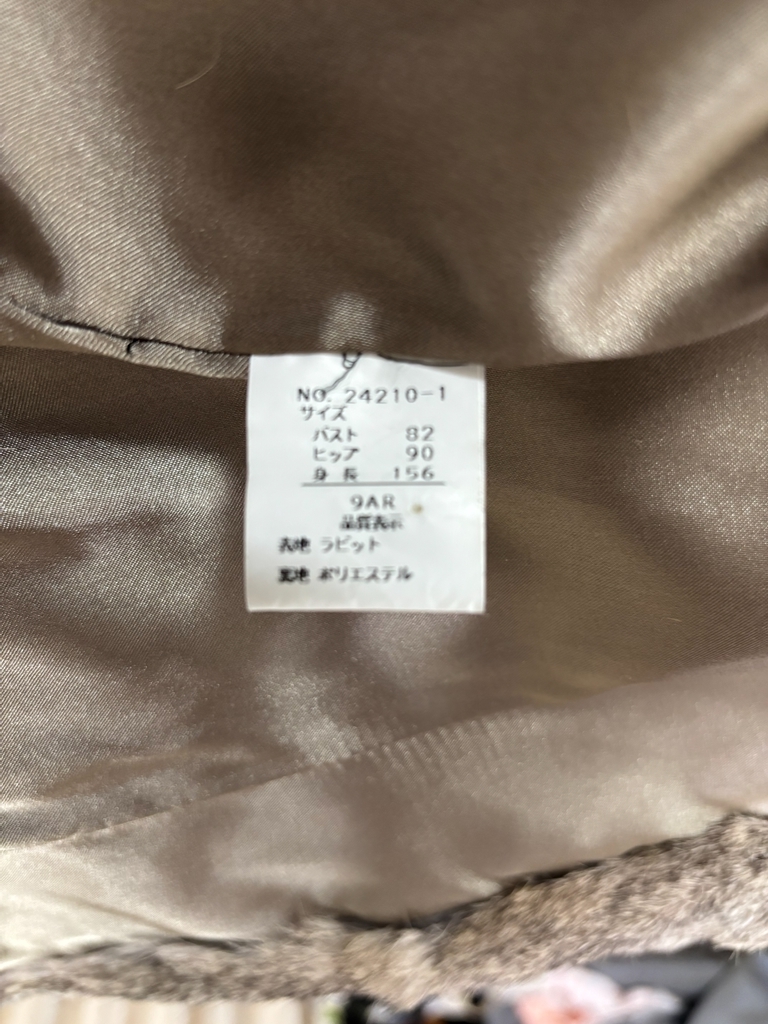 NO. 24210-1
サイズ
バスト 82
ヒップ 90
身長 156
9AR
品質表示
表地 ラビット
裏地 ポリエステル